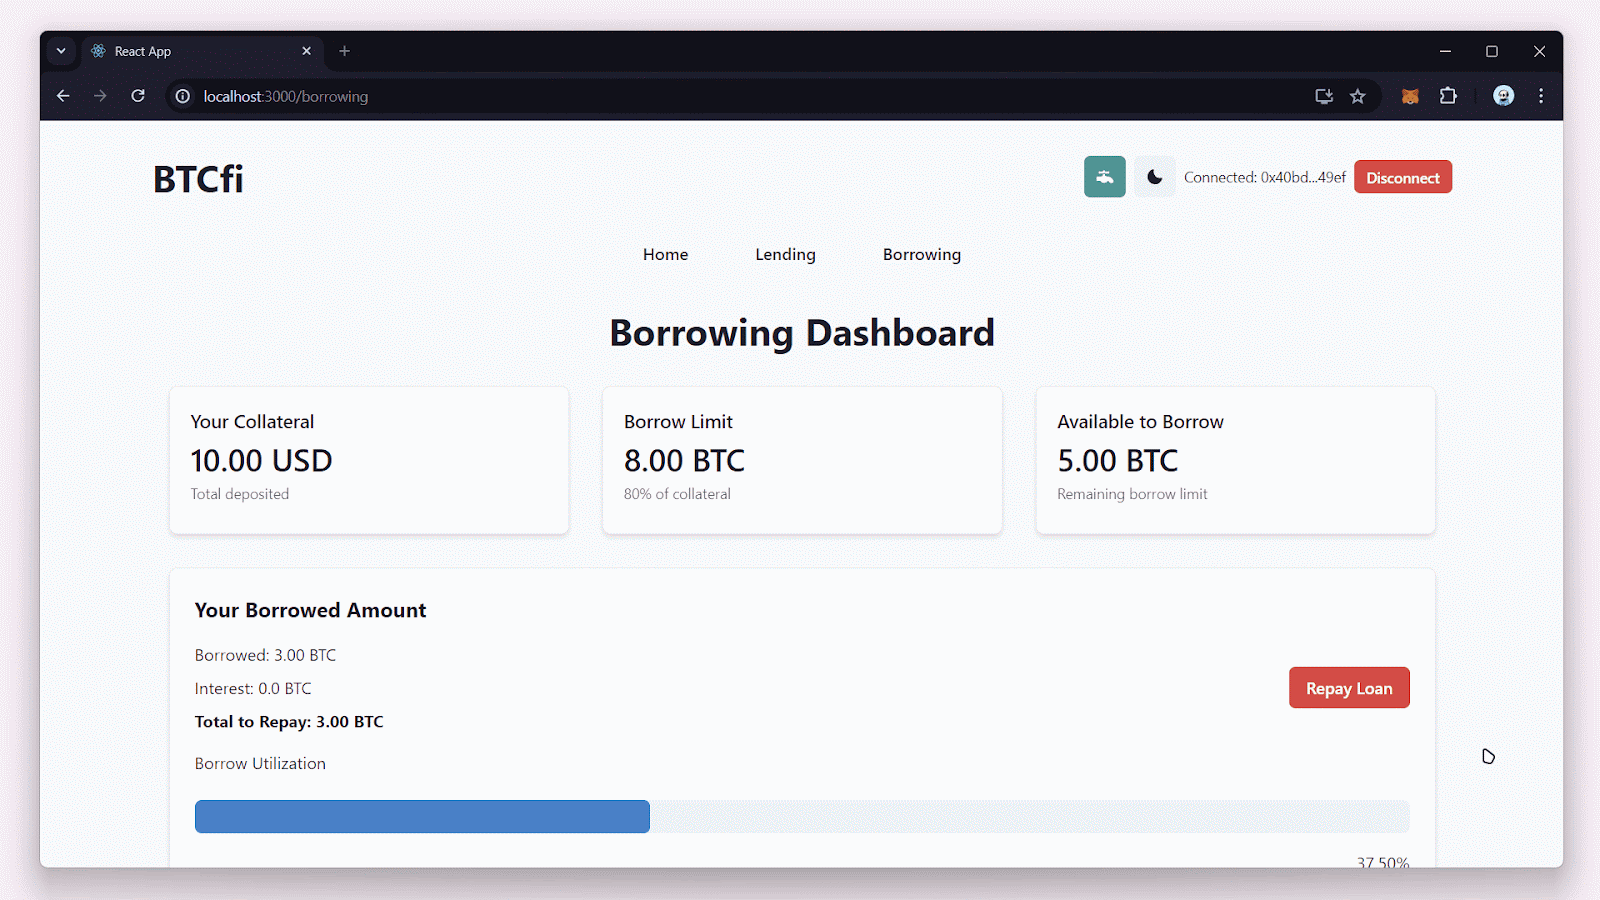 React App
localhost:3000/borrowing
BTCfi
Connected: 0x40bd...49ef
Disconnect
Home
Lending
Borrowing
Borrowing Dashboard
Your Collateral
10.00 USD
Total deposited
Borrow Limit
8.00 BTC
80% of collateral
Available to Borrow
5.00 BTC
Remaining borrow limit
Your Borrowed Amount
Borrowed: 3.00 BTC
Interest: 0.0 BTC
Total to Repay: 3.00 BTC
Repay Loan
Borrow Utilization
37.50%